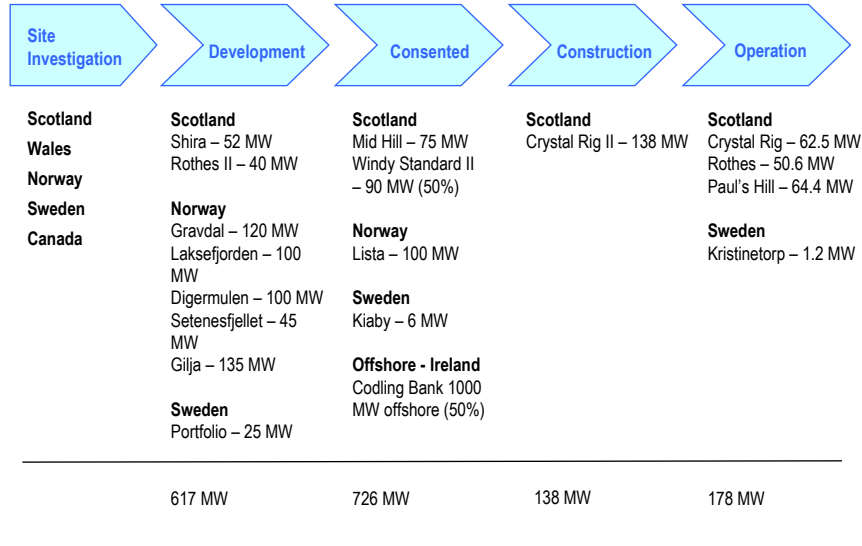 Site
Investigation
Development
Consented
Construction
Operation
Scotland
Wales
Norway
Sweden
Canada
Scotland
Shira – 52 MW
Rothes II – 40 MW
Norway
Gravdal – 120 MW
Laksefjorden – 100
MW
Digermulen – 100 MW
Setenesfjellet – 45
MW
Gilja – 135 MW
Sweden
Portfolio – 25 MW
Scotland
Mid Hill – 75 MW
Windy Standard II
– 90 MW (50%)
Norway
Lista – 100 MW
Sweden
Kiaby – 6 MW
Offshore - Ireland
Codling Bank 1000
MW offshore (50%)
Scotland
Crystal Rig II – 138 MW
Scotland
Crystal Rig – 62.5 MW
Rothes – 50.6 MW
Paul's Hill – 64.4 MW
Sweden
Kristinetorp – 1.2 MW
617 MW
726 MW
138 MW
178 MW